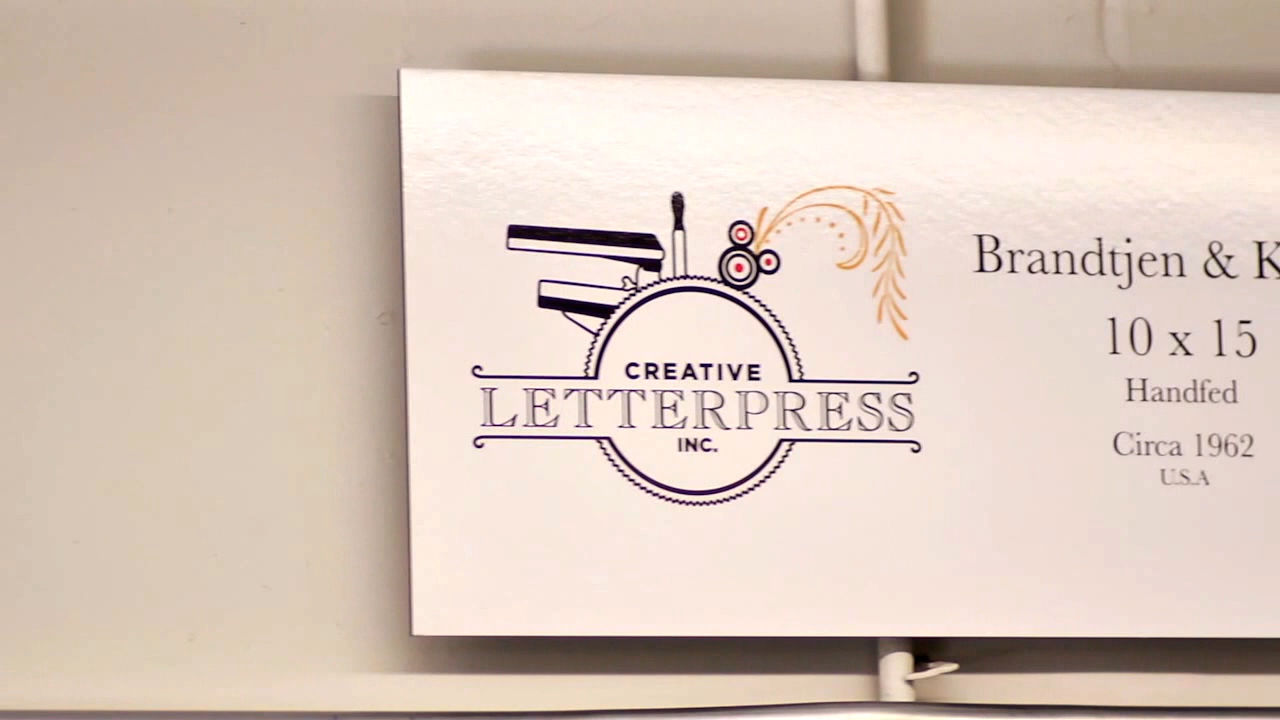 CREATIVE
LETTERPRESS
INC.
Brandtjen & K
10 x 15
Handfed
Circa 1962
U.S.A